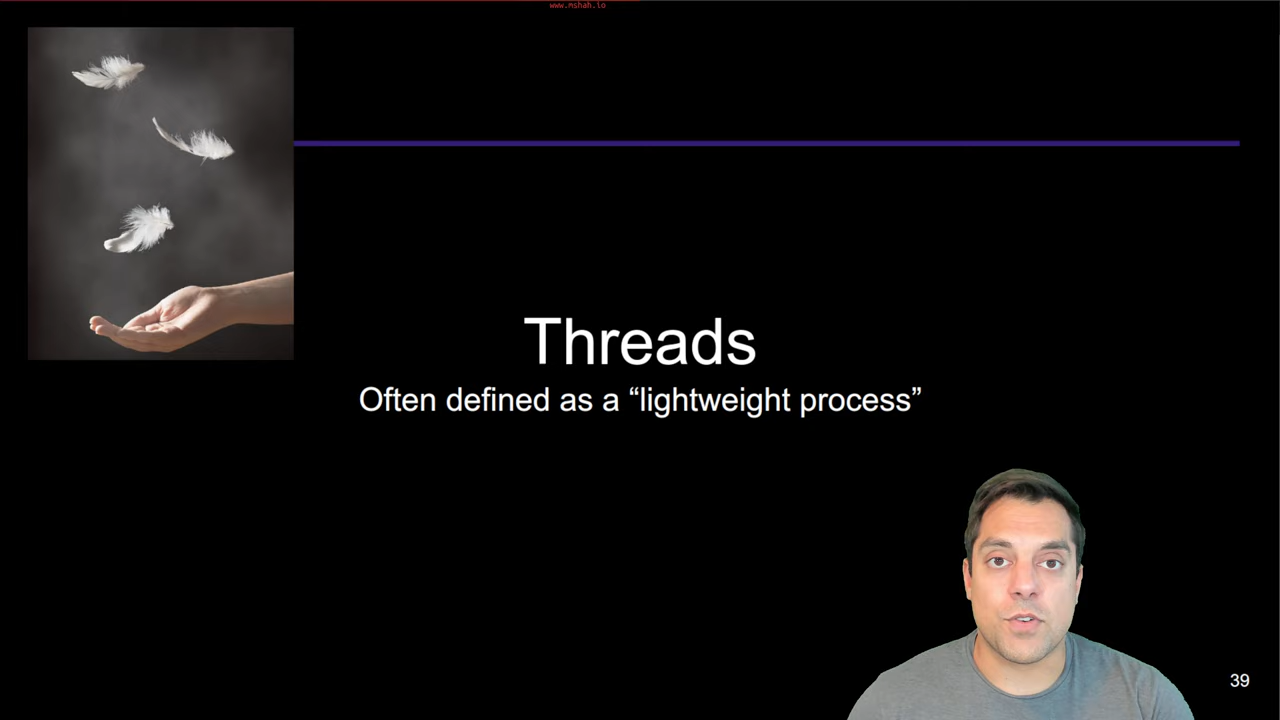 www.mshah.io
Threads
Often defined as a “lightweight process”
39